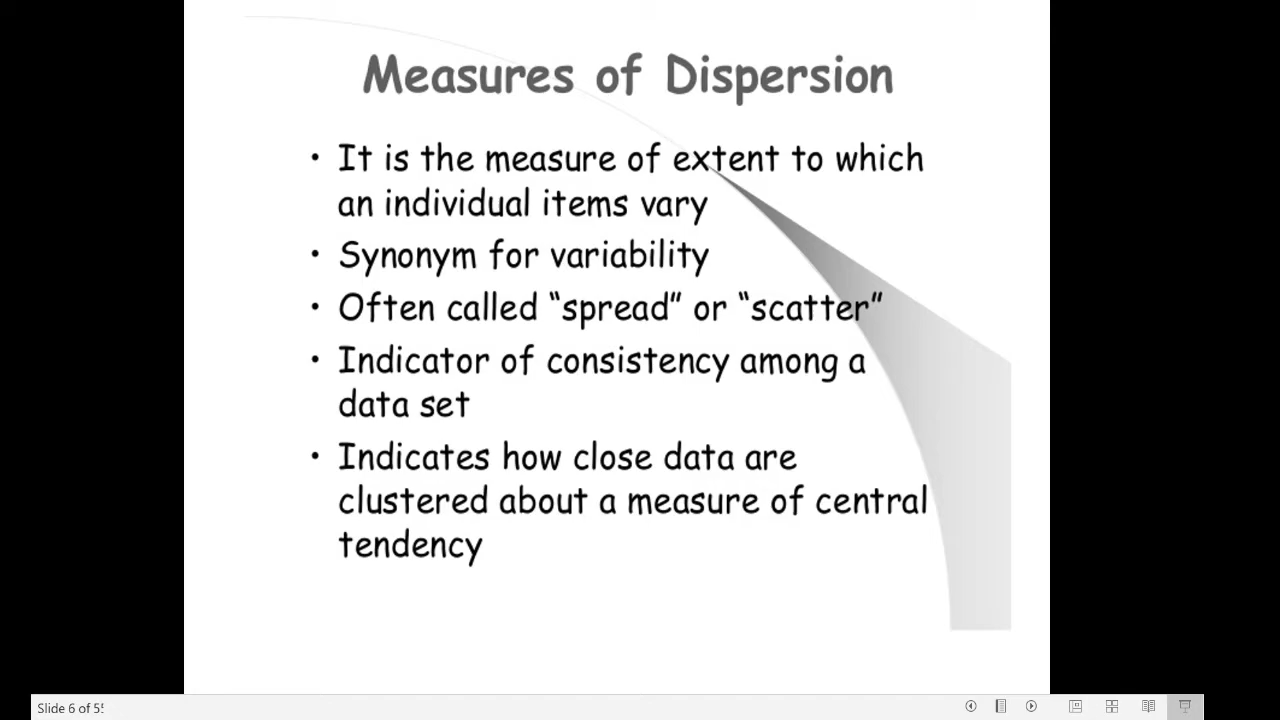 Measures of Dispersion
• It is the measure of extent to which
an individual items vary
• Synonym for variability
• Often called “spread” or “scatter”
• Indicator of consistency among a
data set
• Indicates how close data are
clustered about a measure of central
tendency
Slide 6 of